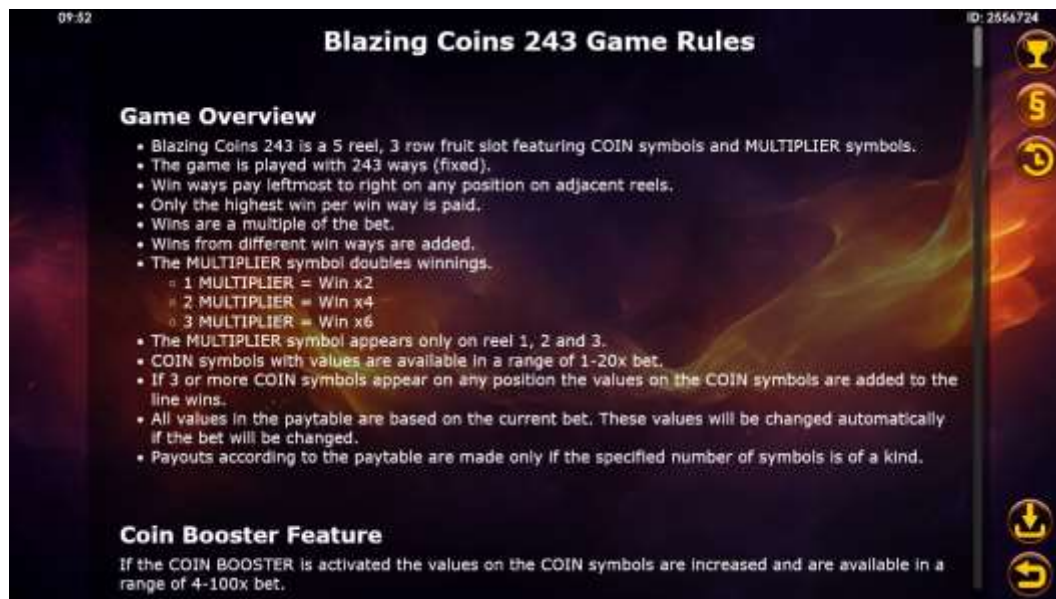 09:52
ID: 2556724
Blazing Coins 243 Game Rules
Game Overview
• Blazing Coins 243 is a 5 reel, 3 row fruit slot featuring COIN symbols and MULTIPLIER symbols.
• The game is played with 243 ways (fixed).
• Win ways pay leftmost to right on any position on adjacent reels.
• Only the highest win per win way is paid.
• Wins are a multiple of the bet.
• Wins from different win ways are added.
• The MULTIPLIER symbol doubles winnings.
◦ 1 MULTIPLIER = Win x2
◦ 2 MULTIPLIER = Win x4
◦ 3 MULTIPLIER = Win x6
• The MULTIPLIER symbol appears only on reel 1, 2 and 3.
• COIN symbols with values are available in a range of 1-20x bet.
• If 3 or more COIN symbols appear on any position the values on the COIN symbols are added to the
line wins.
• All values in the paytable are based on the current bet. These values will be changed automatically
if the bet will be changed.
• Payouts according to the paytable are made only if the specified number of symbols is of a kind.
Coin Booster Feature
If the COIN BOOSTER is activated the values on the COIN symbols are increased and are available in a
range of 4-100x bet.
§